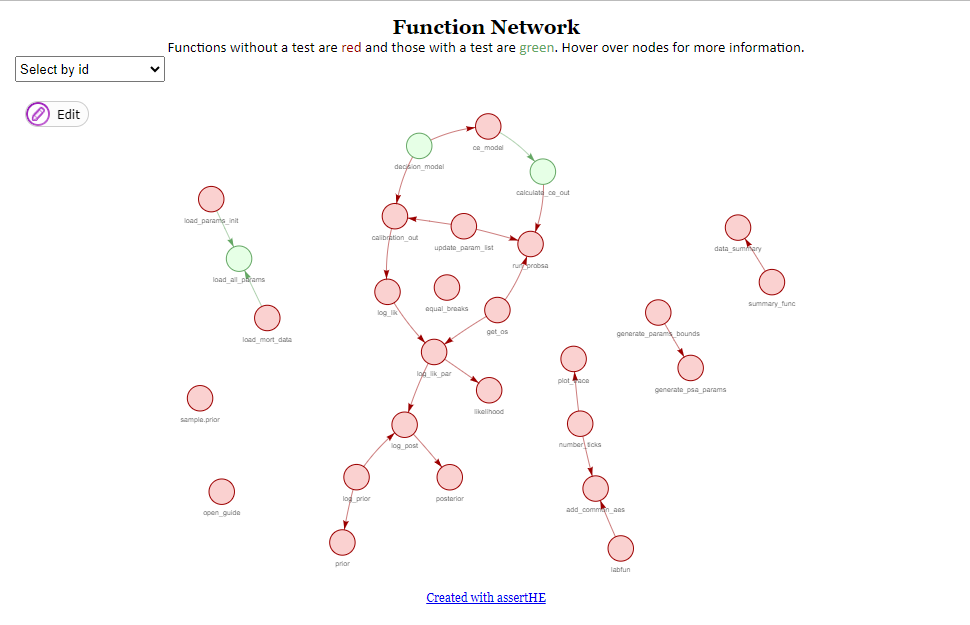 Function Network
Functions without a test are red and those with a test are green. Hover over nodes for more information.
Select by id
Edit
ce_model
decision_model
calculate_ce_out
load_params_init
calibration_out
update_param_list
data_summary
run_probsa
load_all_params
summary_func
equal_breaks
log_lik
get_os
generate_params_bounds
load_mort_data
log_lik_par
plot_trace
generate_psa_params
likelihood
sample.prior
log_post
number_ticks
log_prior
posterior
open_guide
add_common_aes
prior
labfun
Created with assertHE